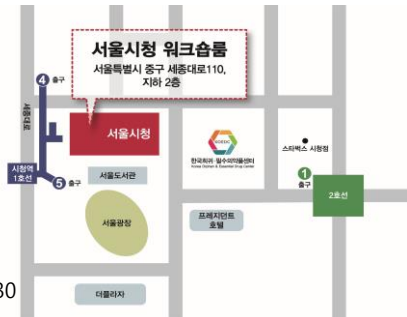 서울시청 워크숍룸
서울특별시 중구 세종대로110,
지하 2층
4 출구
세종대로
서울시청
시청역
1호선
5 출구
서울도서관
서울광장
KOEDC
한국희귀·필수의약품센터
Korea Orphan & Essential Drug Center
스타벅스 시청점
1
출구
2호선
프레지던트
호텔
더플라자
30